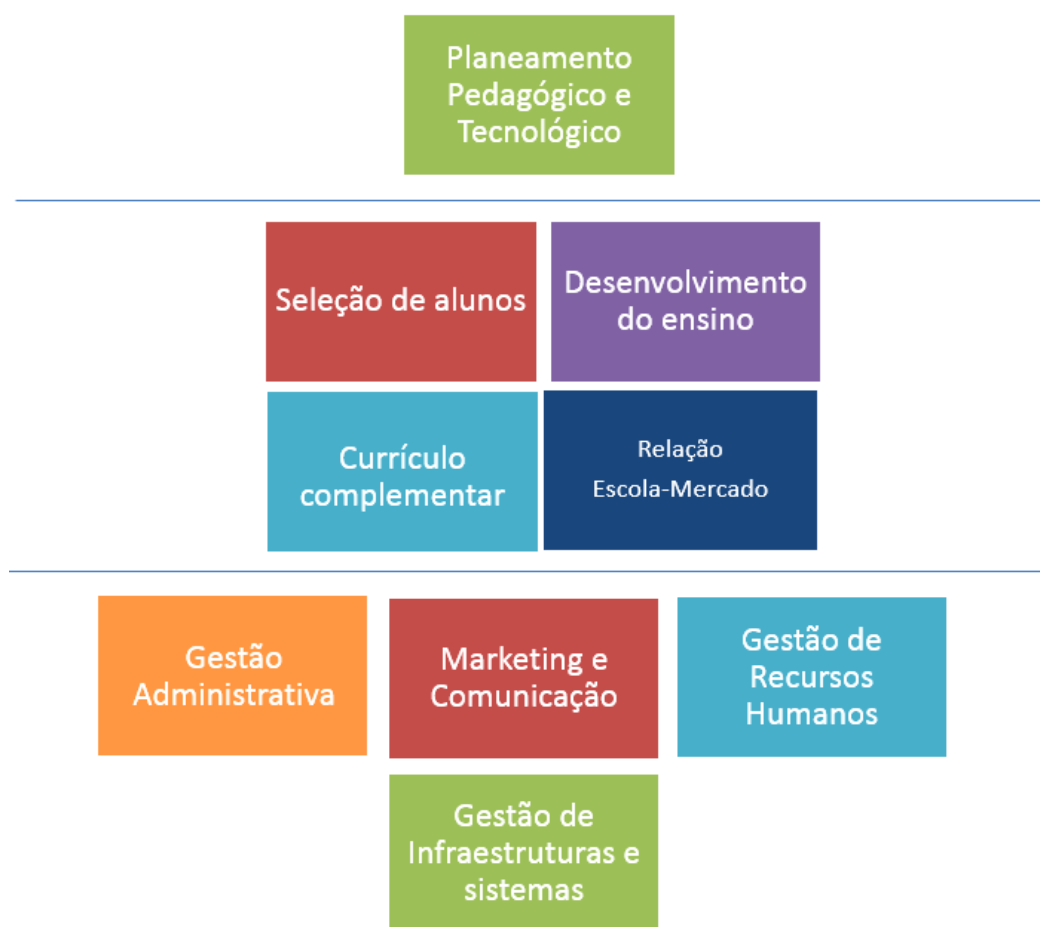 Planeamento
Pedagógico e
Tecnológico
Seleção de alunos
Desenvolvimento
do ensino
Currículo
complementar
Relação
Escola-Mercado
Gestão
Administrativa
Marketing e
Comunicação
Gestão de
Recursos
Humanos
Gestão de
Infraestruturas e
sistemas